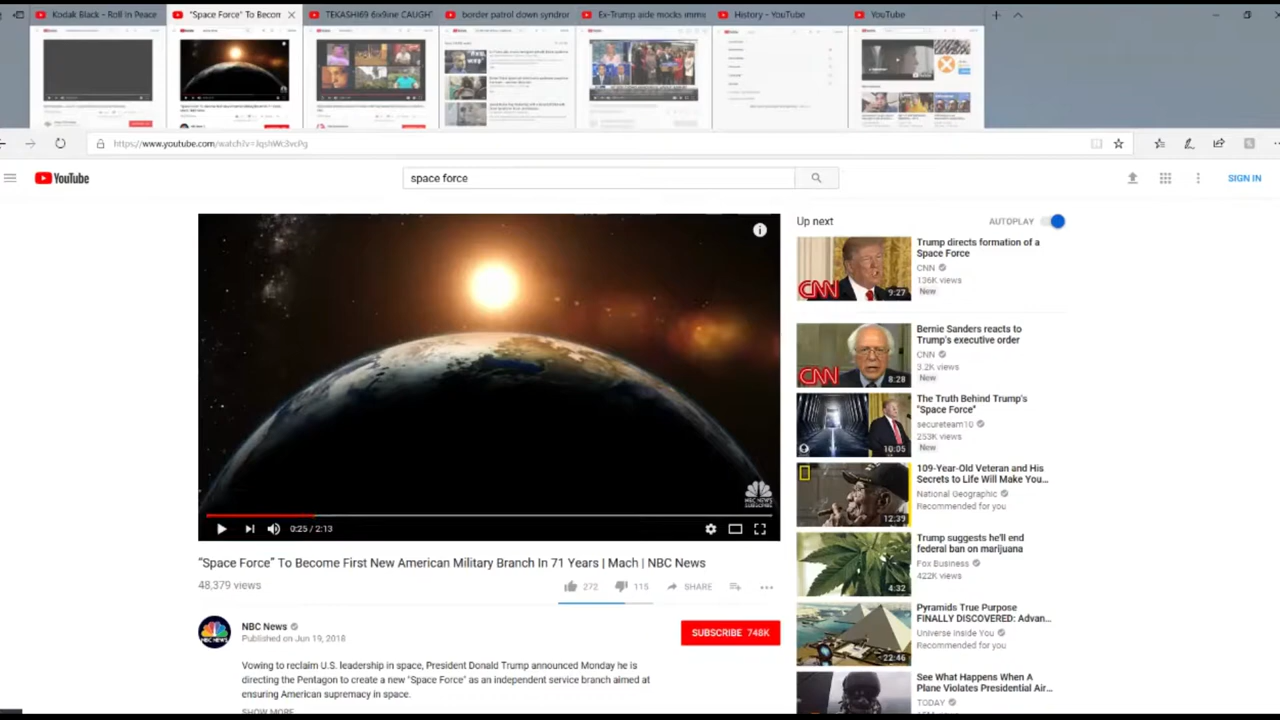 Kodak Black - Roll In Peace
"Space Force" To Becom
TEKASHI69 6ix9ine CAUGHT
border patrol down syndror
Ex-Trump aide mocks immi
History - YouTube
YouTube
https://www.youtube.com/watch?v=
YouTube
space force
SIGN IN
Up next
AUTOPLAY
Trump directs formation of a
Space Force
CNN
136K views
New
CNN
9:27
Bernie Sanders reacts to
Trump's executive order
CNN
3.2K views
New
CNN
8:28
The Truth Behind Trump's
"Space Force"
secureteam10
253K views
New
10:05
109-Year-Old Veteran and His
Secrets to Life Will Make You...
National Geographic
Recommended for you
12:39
Trump suggests he'll end
federal ban on marijuana
Fox Business
422K views
4:32
Pyramids True Purpose
FINALLY DISCOVERED: Advan...
Universe Inside You
Recommended for you
22:46
See What Happens When A
Plane Violates Presidential Air...
TODAY
NBC NEWS
SUBSCRIBE
0:25 / 2:13
"Space Force" To Become First New American Military Branch In 71 Years | Mach | NBC News
48,379 views
272
115
SHARE
NBC News
Published on Jun 19, 2018
SUBSCRIBE 748K
Vowing to reclaim U.S. leadership in space, President Donald Trump announced Monday he is
directing the Pentagon to create a new "Space Force" as an independent service branch aimed at
ensuring American supremacy in space.
SHOW MORE